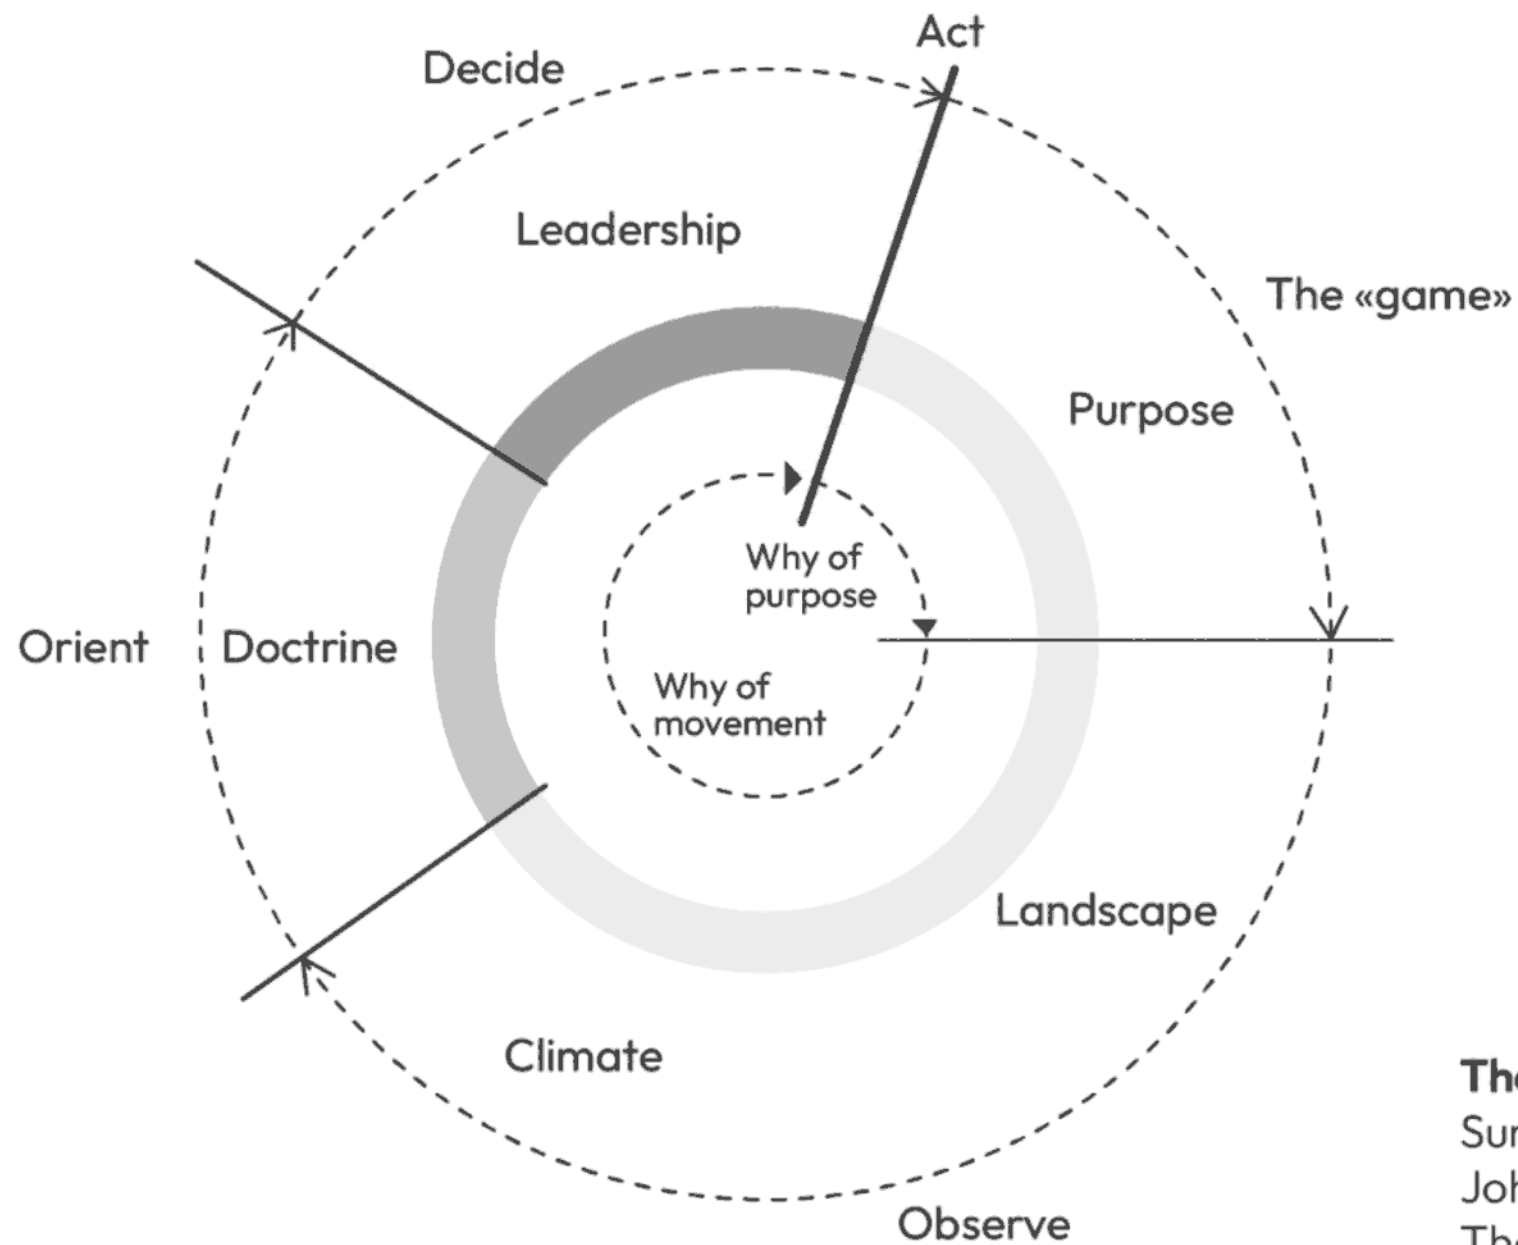 Act
Decide
Leadership
The «game»
Purpose
Why of
purpose
Orient
Doctrine
Why of
movement
Landscape
Climate
Observe